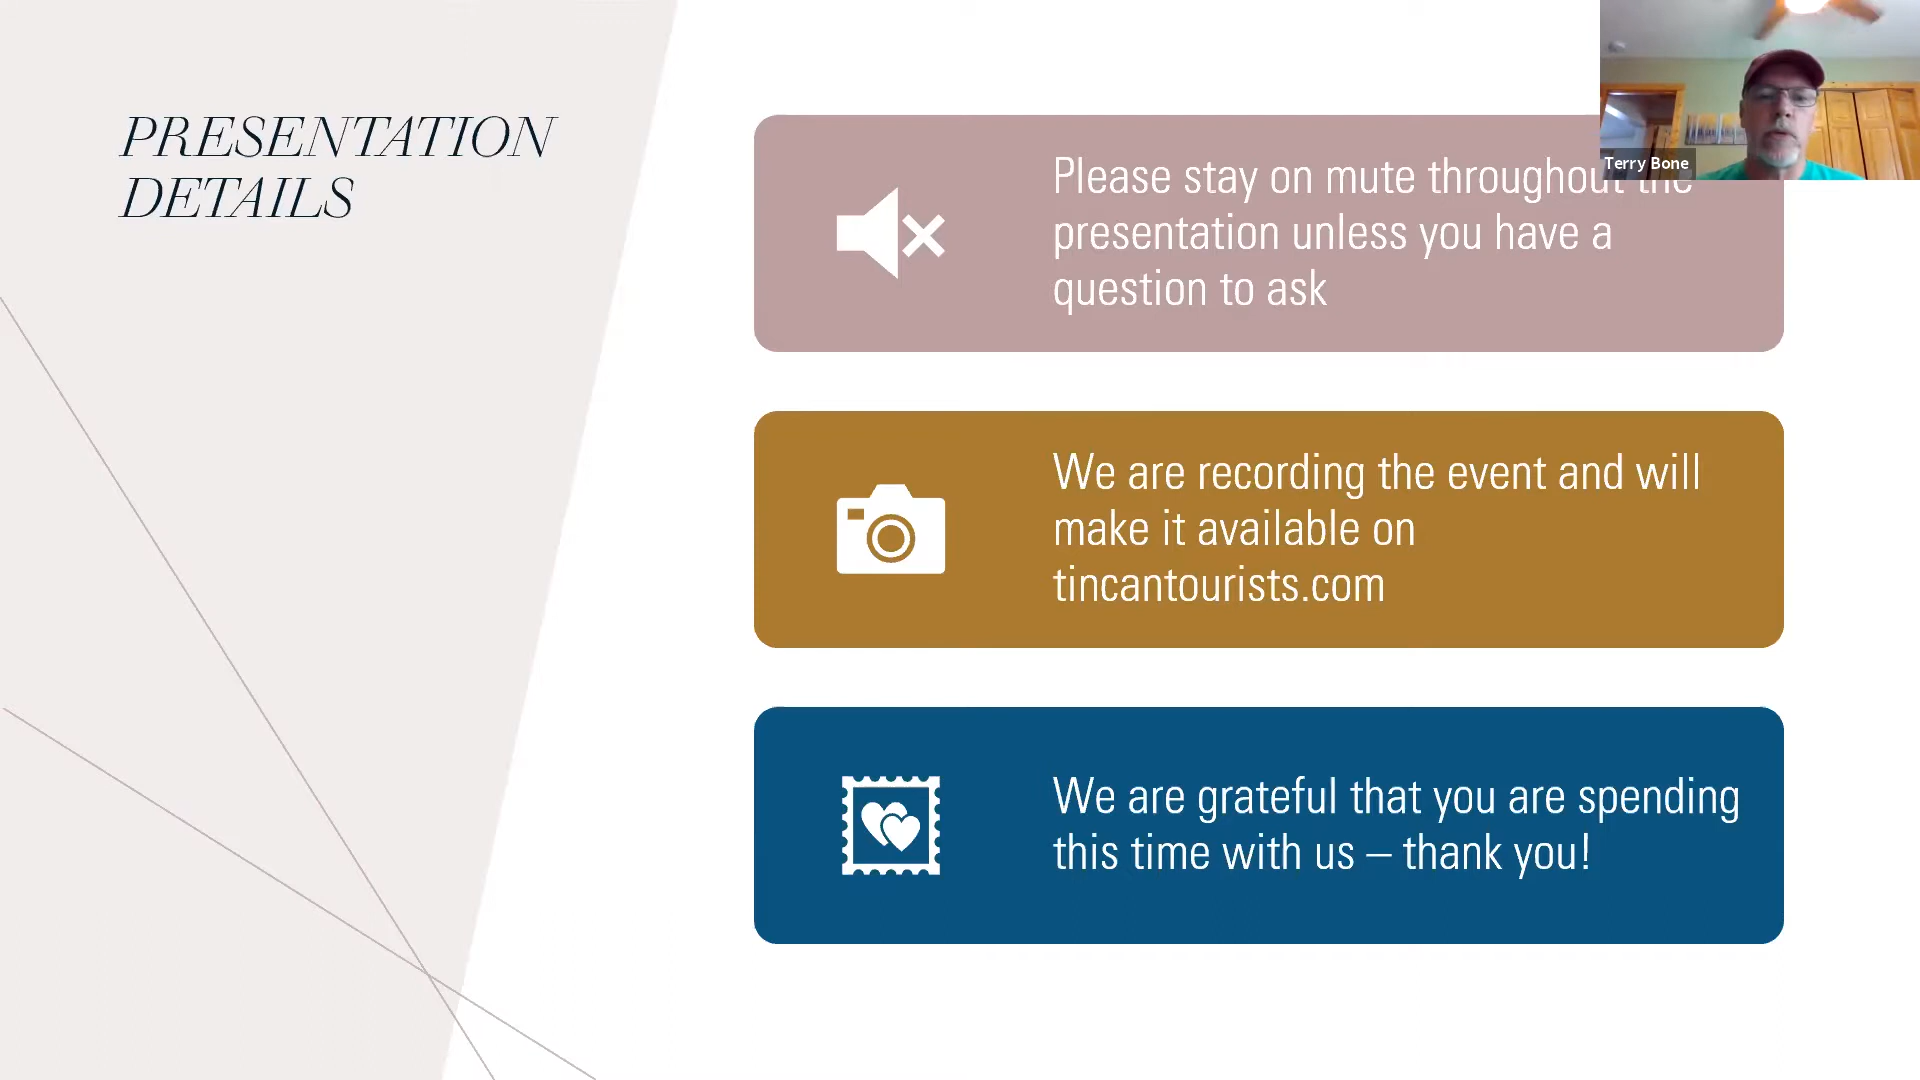 PRESENTATION
DETAILS
Please stay on mute throughout the
presentation unless you have a
question to ask
We are recording the event and will
make it available on
tincantourists.com
We are grateful that you are spending
this time with us – thank you!
Terry Bone